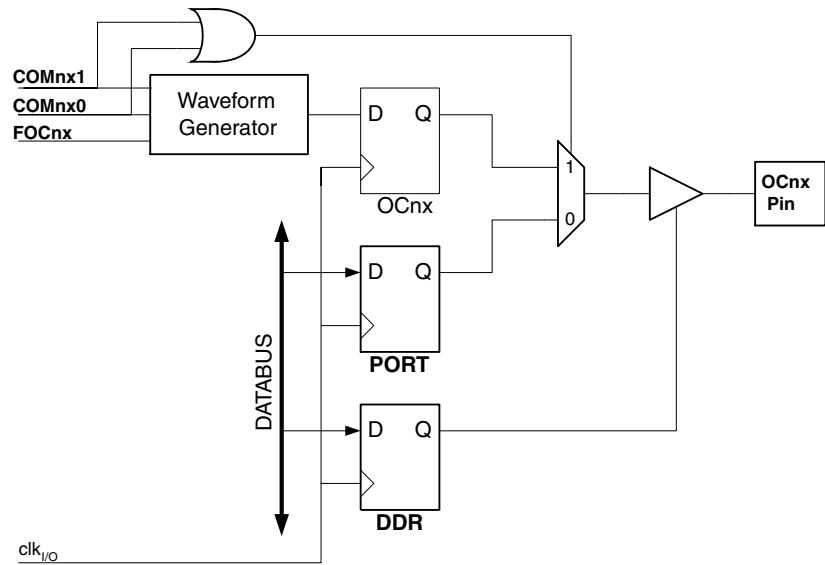 COMnx1
COMnx0
FOCnx
Waveform
Generator
D Q
OCnx
1
0
OCnx
Pin
D Q
PORT
DATABUS
D Q
DDR
clkI/O